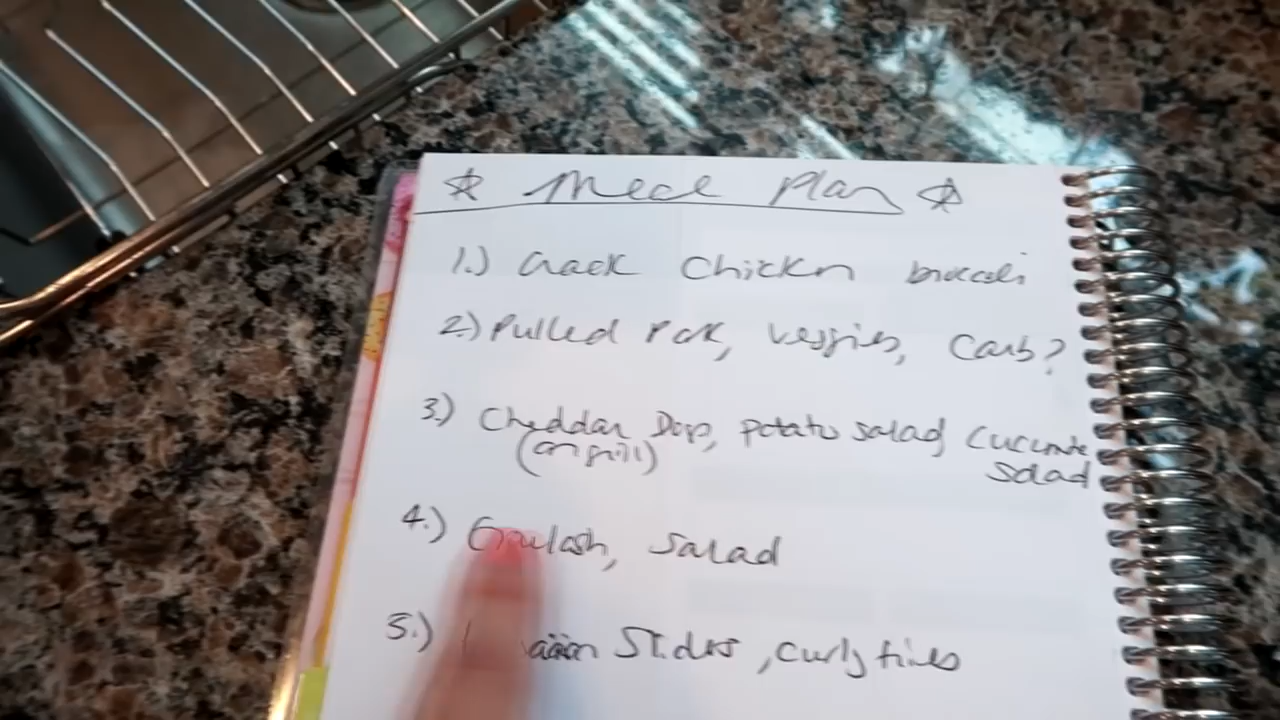 ☆ Meal Plan ☆
1.) Crack Chicken broccoli
2.) Pulled Pork, veggies, Carb?
3.) Cheddar Dogs, potato salad Cucumber
(on grill) Salad
4.) Goulash, Salad
5.) Sliders, curly fries